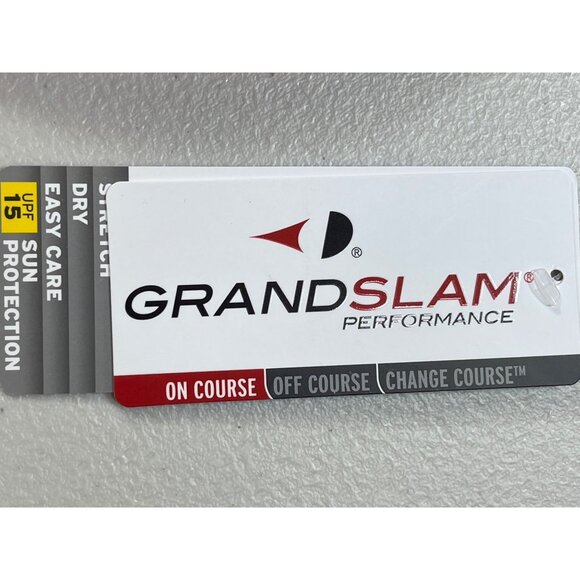 ®
GRANDSLAM®
PERFORMANCE
ON COURSE OFF COURSE CHANGE COURSE™
STRETCH
DRY
EASY CARE
UPF 15 SUN PROTECTION